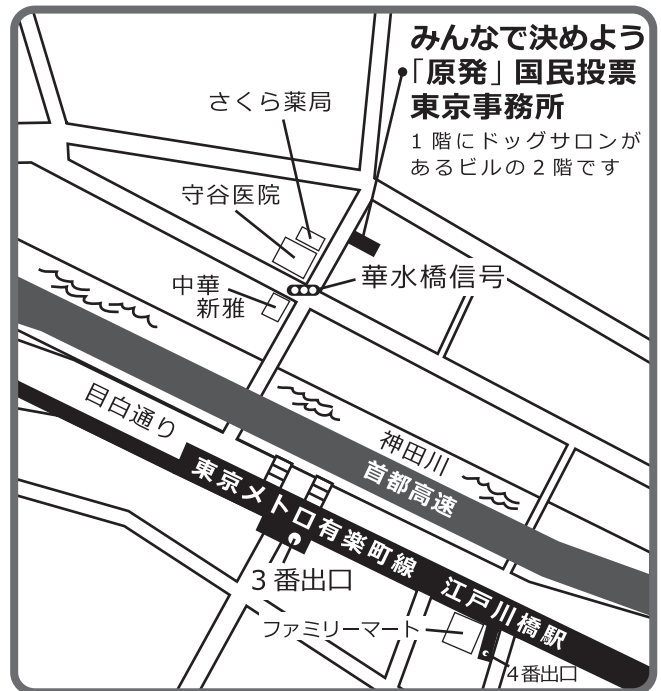 みんなで決めよう
「原発」国民投票
東京事務所
1階にドッグサロンが
あるビルの2階です
さくら薬局
守谷医院
華水橋信号
中華
新雅
目白通り
神田川
首都高速
東京メトロ有楽町線 江戸川橋駅
3番出口
ファミリーマート
4番出口